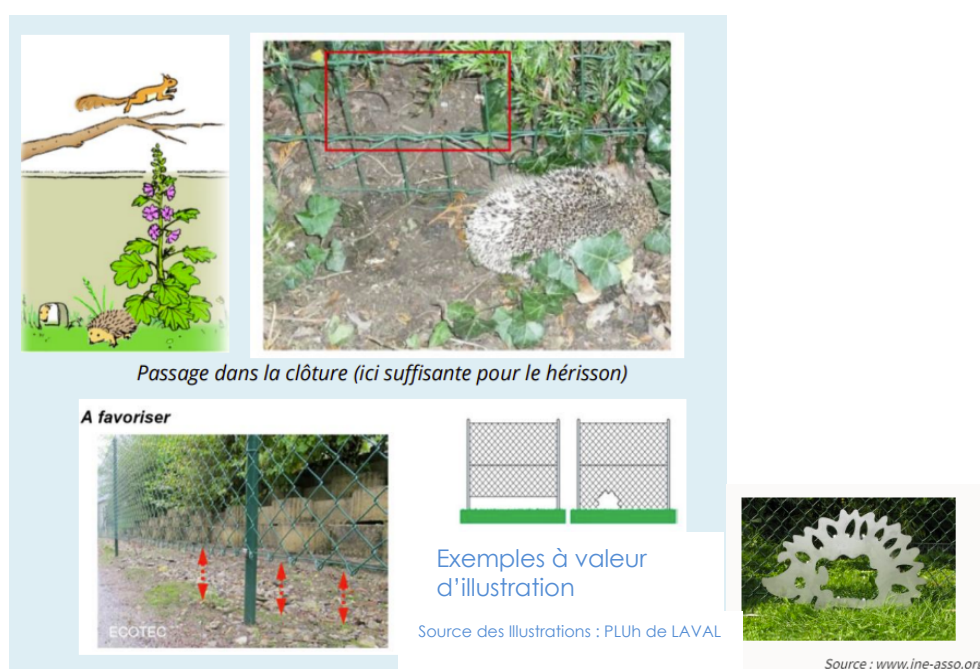 Passage dans la clôture (ici suffisante pour le hérisson)
A favoriser
ECOTEC
Exemples à valeur
d'illustration
Source des Illustrations : PLUh de LAVAL
Source : www.ine-asso.or